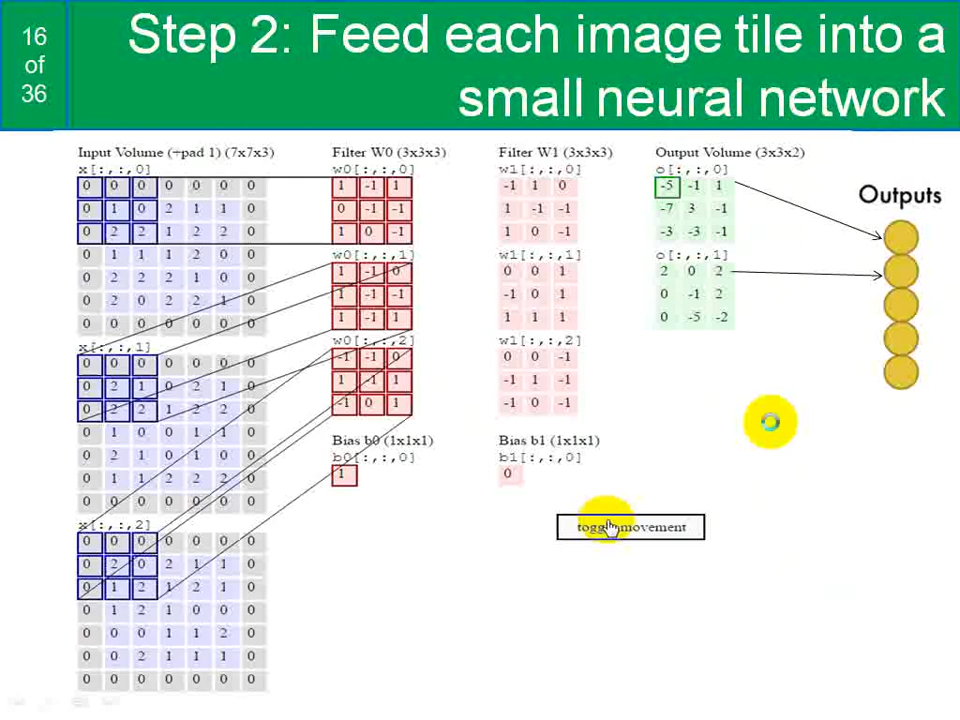 16
of
36
Step 2: Feed each image tile into a
small neural network
Input Volume (+pad 1) (7x7x3)
x[:,:,0]
0 0 0 0 0 0 0
0 1 0 2 1 1 0
0 2 2 1 2 2 0
0 1 1 1 2 0 0
0 2 2 2 1 0 0
0 2 0 2 2 1 0
0 0 0 0 0 0 0
x[:,:,1]
0 0 0 0 0 0 0
0 2 1 0 2 1 0
0 2 2 1 2 2 0
0 1 0 0 1 1 0
0 2 1 0 1 0 0
0 1 1 2 2 2 0
0 0 0 0 0 0 0
x[:,:,2]
0 0 0 0 0 0 0
0 2 0 2 1 1 0
0 1 2 1 2 1 0
0 1 2 1 0 0 0
0 0 0 1 1 2 0
0 0 2 1 1 1 0
0 0 0 0 0 0 0
Filter W0 (3x3x3)
w0[:,:,0]
1 -1 1
0 -1 -1
1 0 -1
w0[:,:,1]
1 -1 0
1 -1 -1
1 -1 1
w0[:,:,2]
-1 -1 0
1 -1 1
-1 0 1
Bias b0 (1x1x1)
b0[:,:,0]
1
Filter W1 (3x3x3)
w1[:,:,0]
-1 1 0
1 -1 -1
1 0 -1
w1[:,:,1]
0 0 1
-1 0 1
1 1 1
w1[:,:,2]
0 0 -1
-1 1 -1
-1 0 -1
Bias b1 (1x1x1)
b1[:,:,0]
0
toggle movement
Output Volume (3x3x2)
o[:,:,0]
-5 -1 1
-7 3 -1
-3 -3 -1
o[:,:,1]
2 0 2
0 -1 2
0 -5 -2
Outputs